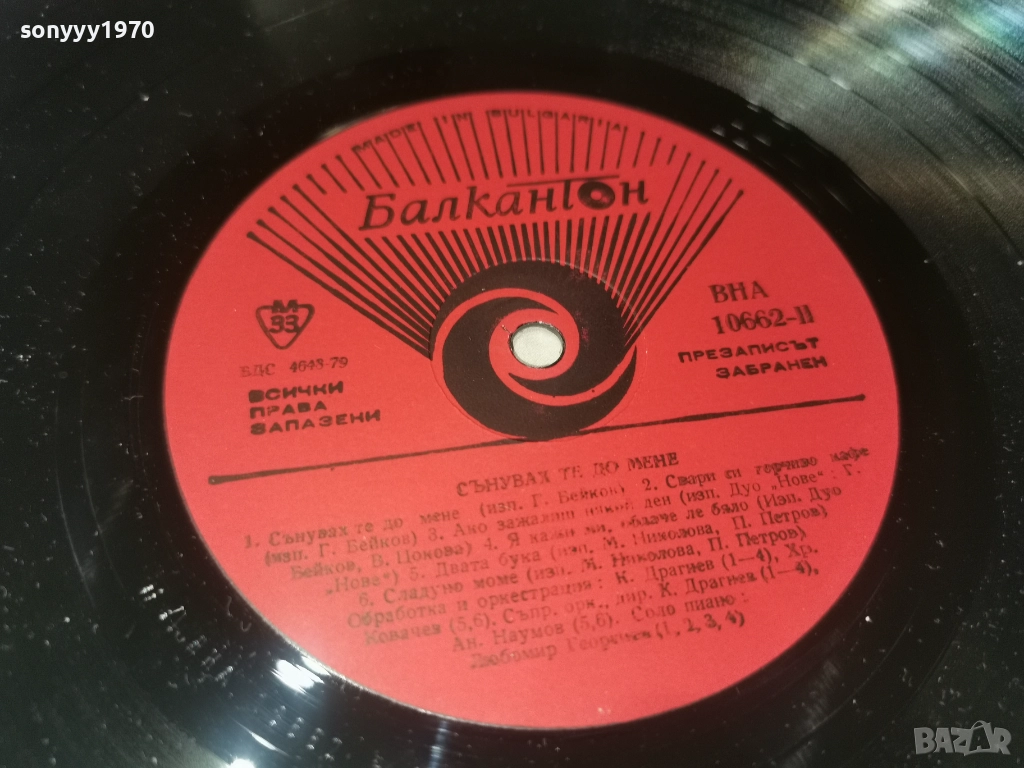 sonyyy1970
MADE IN BULGARIA
Балкантон
М
33
БДС 4043-79
ВСИЧКИ
ПРАВА
ЗАПАЗЕНИ
ВНА
10662-II
ПРЕЗАПИСЪТ
ЗАБРАНЕН
СЪНУВАХ ТЕ ДО МЕНЕ
1. Сънувах те до мене (изп. Г. Бейков) 2. Свари си горчиво кафе
(изп. Г. Бейков) 3. Ако зажалиш някой ден (изп. Дуо „Нове": Г.
Бейков, В. Цокова) 4. Я кажи ми, облаче ле бяло (Изп. Дуо
„Нове") 5. Двата бука (изп. М. Николова, П. Петров)
6. Сладуно моме (изп. М. Николова, П. Петров)
Обработка и оркестрация: К. Драгнев (1—4), Хр.
Ковачев (5,6). Съпр. орк., дир. К. Драгнев (1—4),
Ан. Наумов (5,6). Соло пиано:
Любомир Георгиев (1, 2, 3, 4)
BAZAR